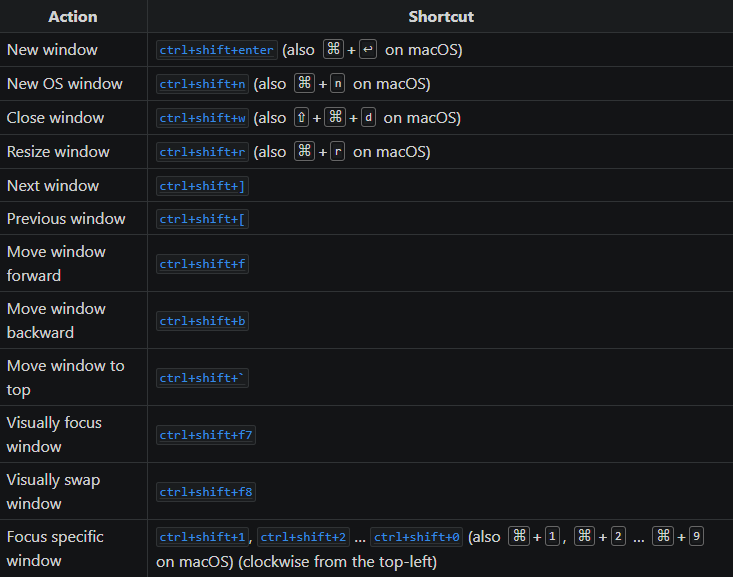 Action Shortcut
New window ctrl+shift+enter (also ⌘+↩ on macOS)
New OS window ctrl+shift+n (also ⌘+n on macOS)
Close window ctrl+shift+w (also ⇧+⌘+d on macOS)
Resize window ctrl+shift+r (also ⌘+r on macOS)
Next window ctrl+shift+]
Previous window ctrl+shift+[
Move window
forward
ctrl+shift+f
Move window
backward
ctrl+shift+b
Move window to
top
ctrl+shift+`
Visually focus
window
ctrl+shift+f7
Visually swap
window
ctrl+shift+f8
Focus specific
window
ctrl+shift+1, ctrl+shift+2 … ctrl+shift+0 (also ⌘+1, ⌘+2 … ⌘+9
on macOS) (clockwise from the top-left)